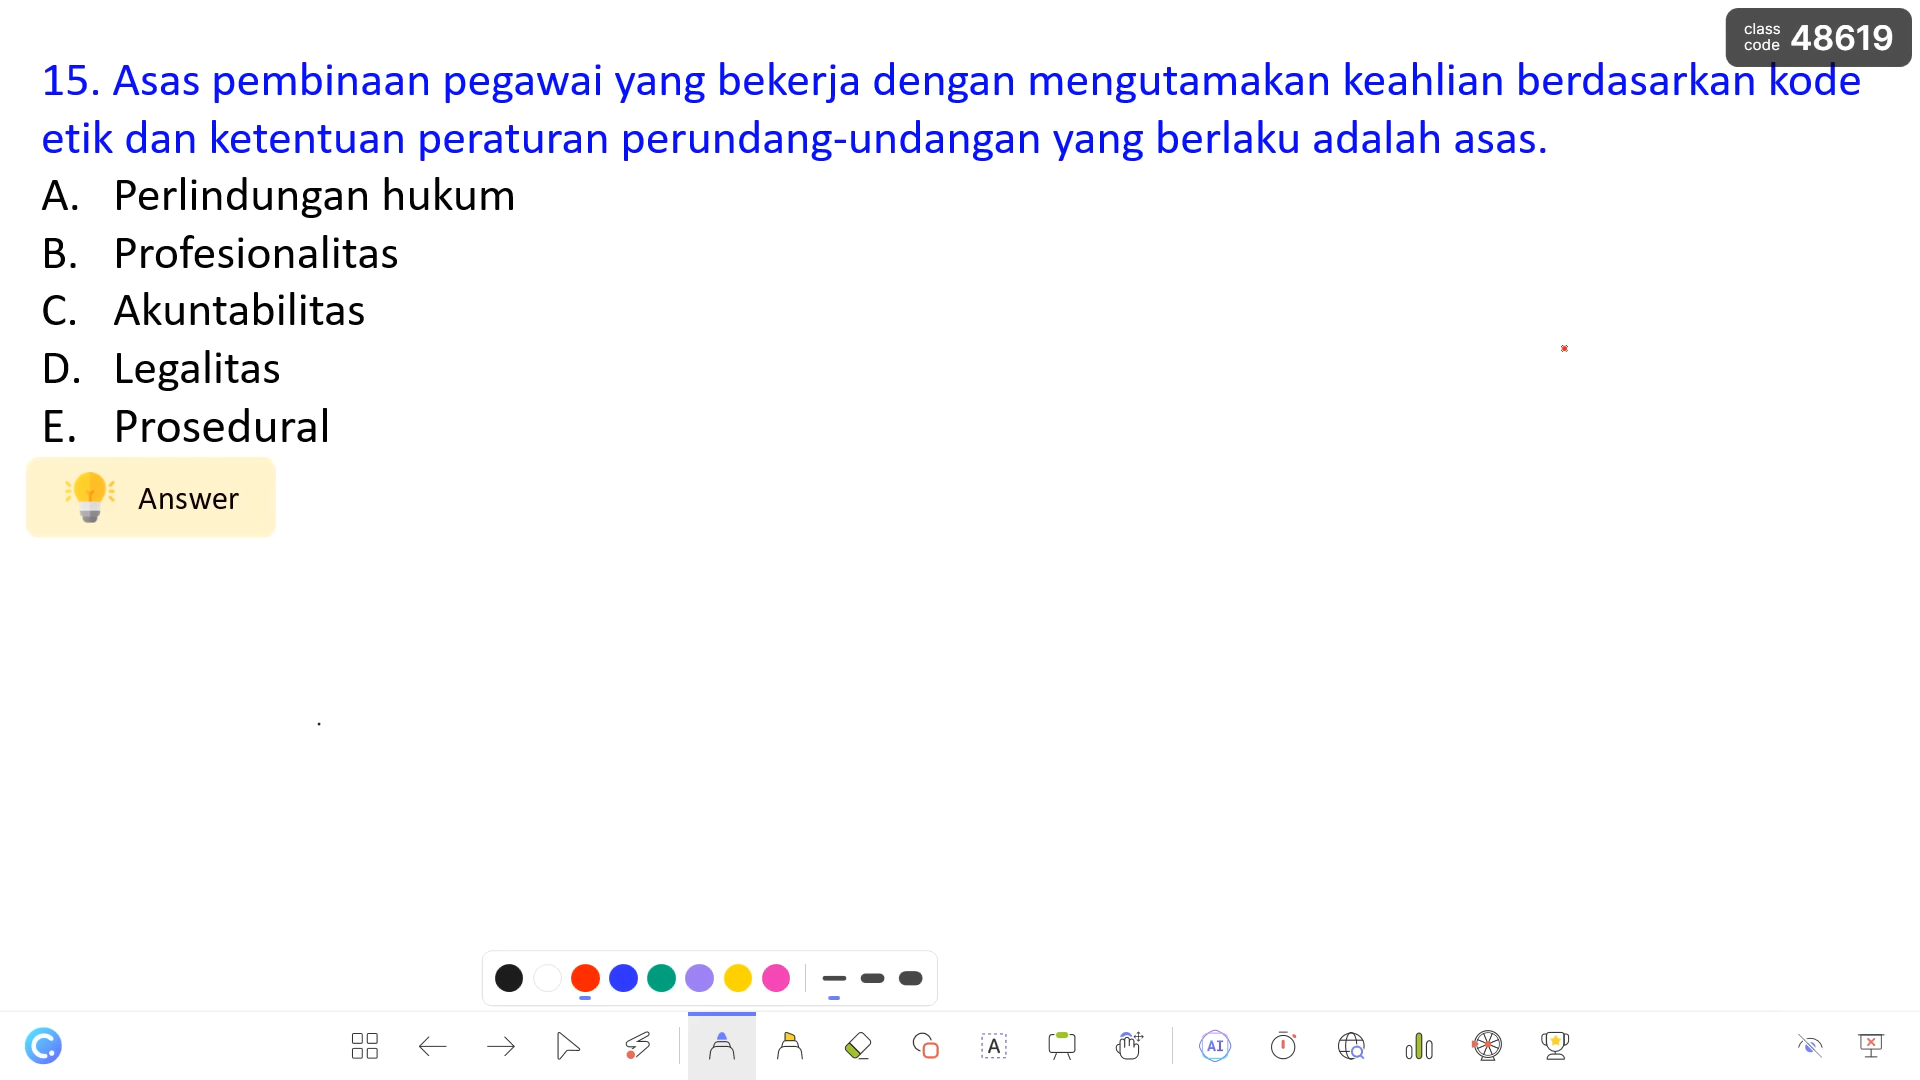 class
code 48619
15. Asas pembinaan pegawai yang bekerja dengan mengutamakan keahlian berdasarkan kode
etik dan ketentuan peraturan perundang-undangan yang berlaku adalah asas.
A. Perlindungan hukum
B. Profesionalitas
C. Akuntabilitas
D. Legalitas
E. Prosedural
Answer
A
AI